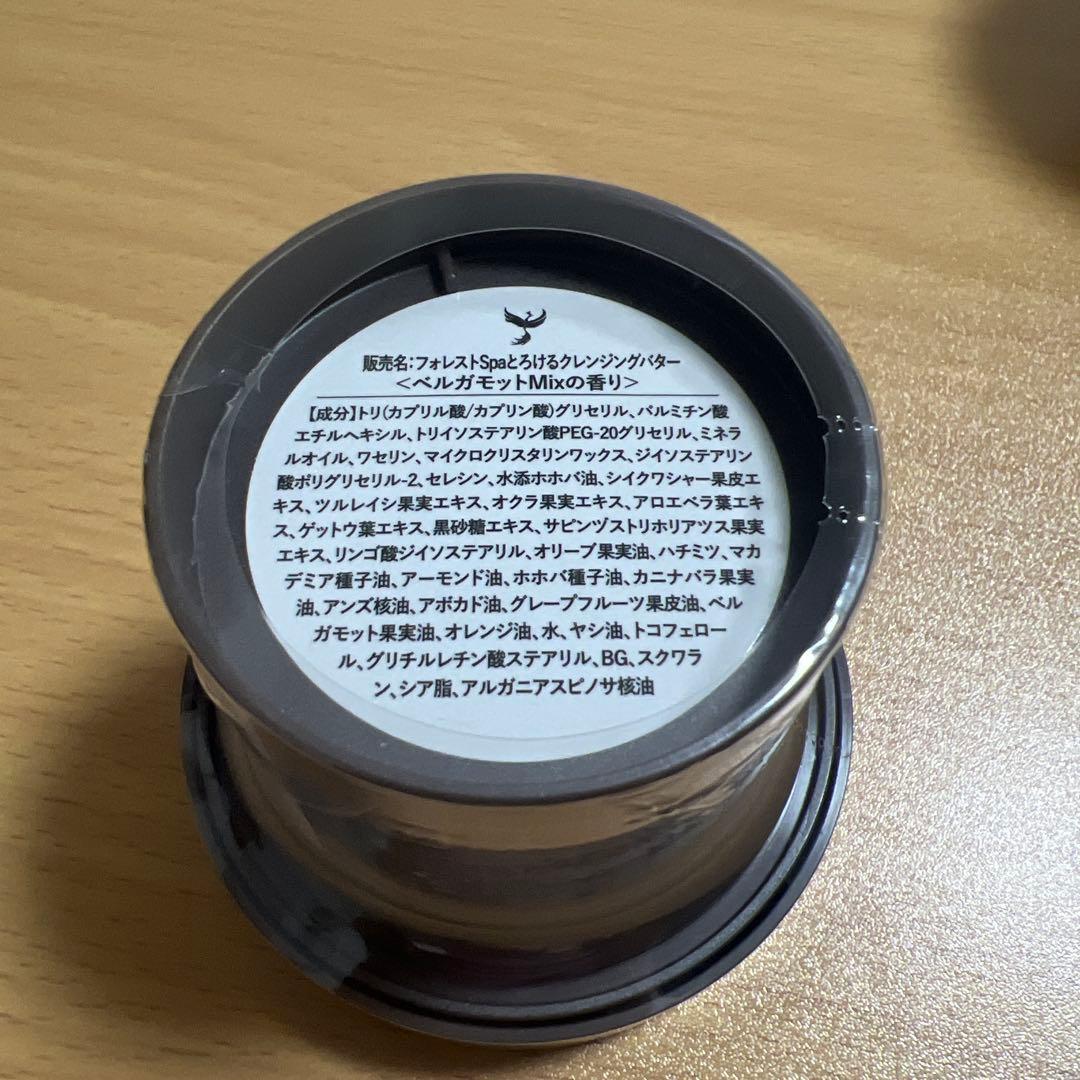 販売名:フォレストSpaとろけるクレンジングバター
<ベルガモットMixの香り>
【成分】トリ(カプリル酸/カプリン酸)グリセリル、パルミチン酸
エチルヘキシル、トリイソステアリン酸PEG-20グリセリル、ミネラ
ルオイル、ワセリン、マイクロクリスタリンワックス、ジイソステアリン
酸ポリグリセリル-2、セレシン、水添ホホバ油、シイクワシャー果皮エ
キス、ツルレイシ果実エキス、オクラ果実エキス、アロエベラ葉エキ
ス、ゲットウ葉エキス、黒砂糖エキス、サピンヅストリホリアツス果実
エキス、リンゴ酸ジイソステアリル、オリーブ果実油、ハチミツ、マカ
デミア種子油、アーモンド油、ホホバ種子油、カニナバラ果実
油、アンズ核油、アボカド油、グレープフルーツ果皮油、ベル
ガモット果実油、オレンジ油、水、ヤシ油、トコフェロー
ル、グリチルレチン酸ステアリル、BG、スクワラ
ン、シア脂、アルガニアスピノサ核油